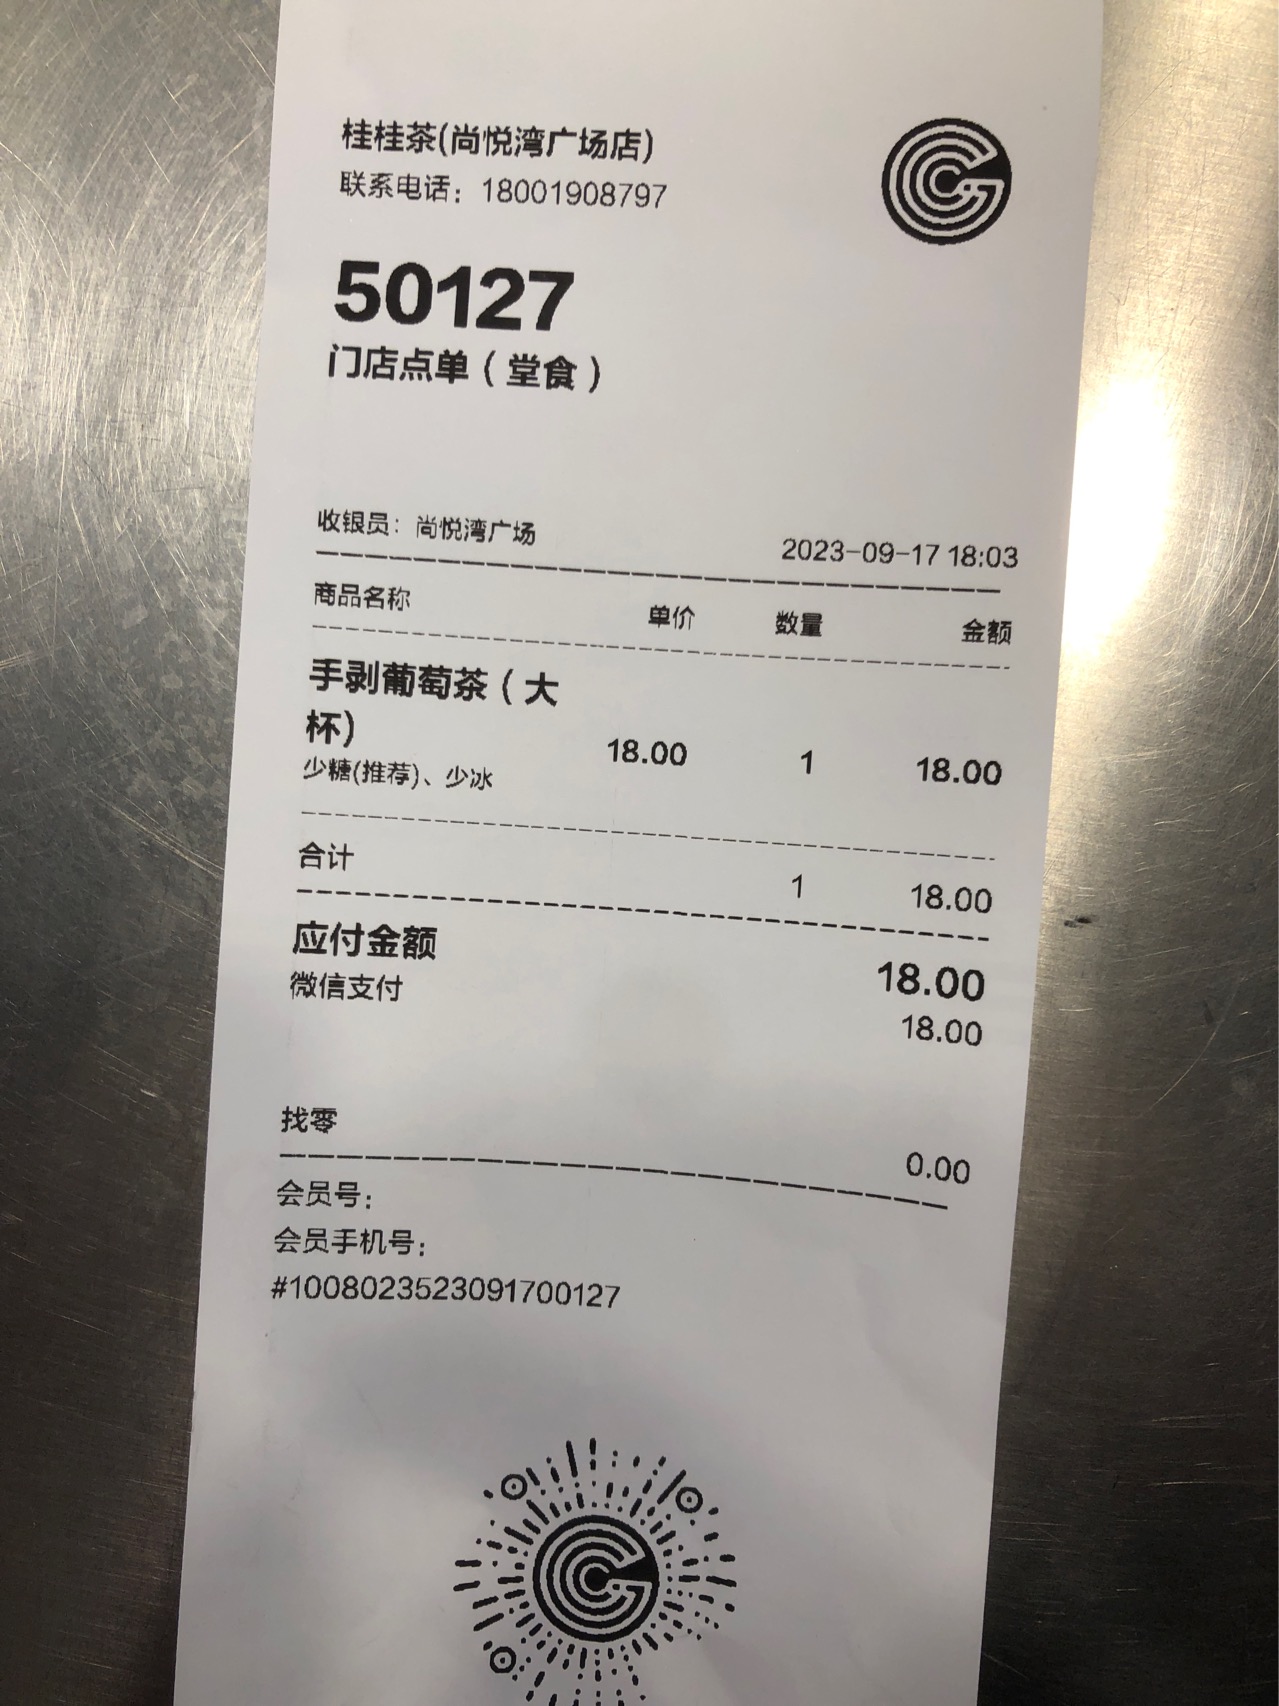 桂桂茶(尚悦湾广场店)
联系电话：18001908797
50127
门店点单（堂食）
收银员：尚悦湾广场 2023-09-17 18:03
商品名称 单价 数量 金额
手剥葡萄茶（大
杯） 18.00 1 18.00
少糖(推荐)、少冰
合计 1 18.00
应付金额 18.00
微信支付 18.00
找零 0.00
会员号：
会员手机号：
#1008023523091700127